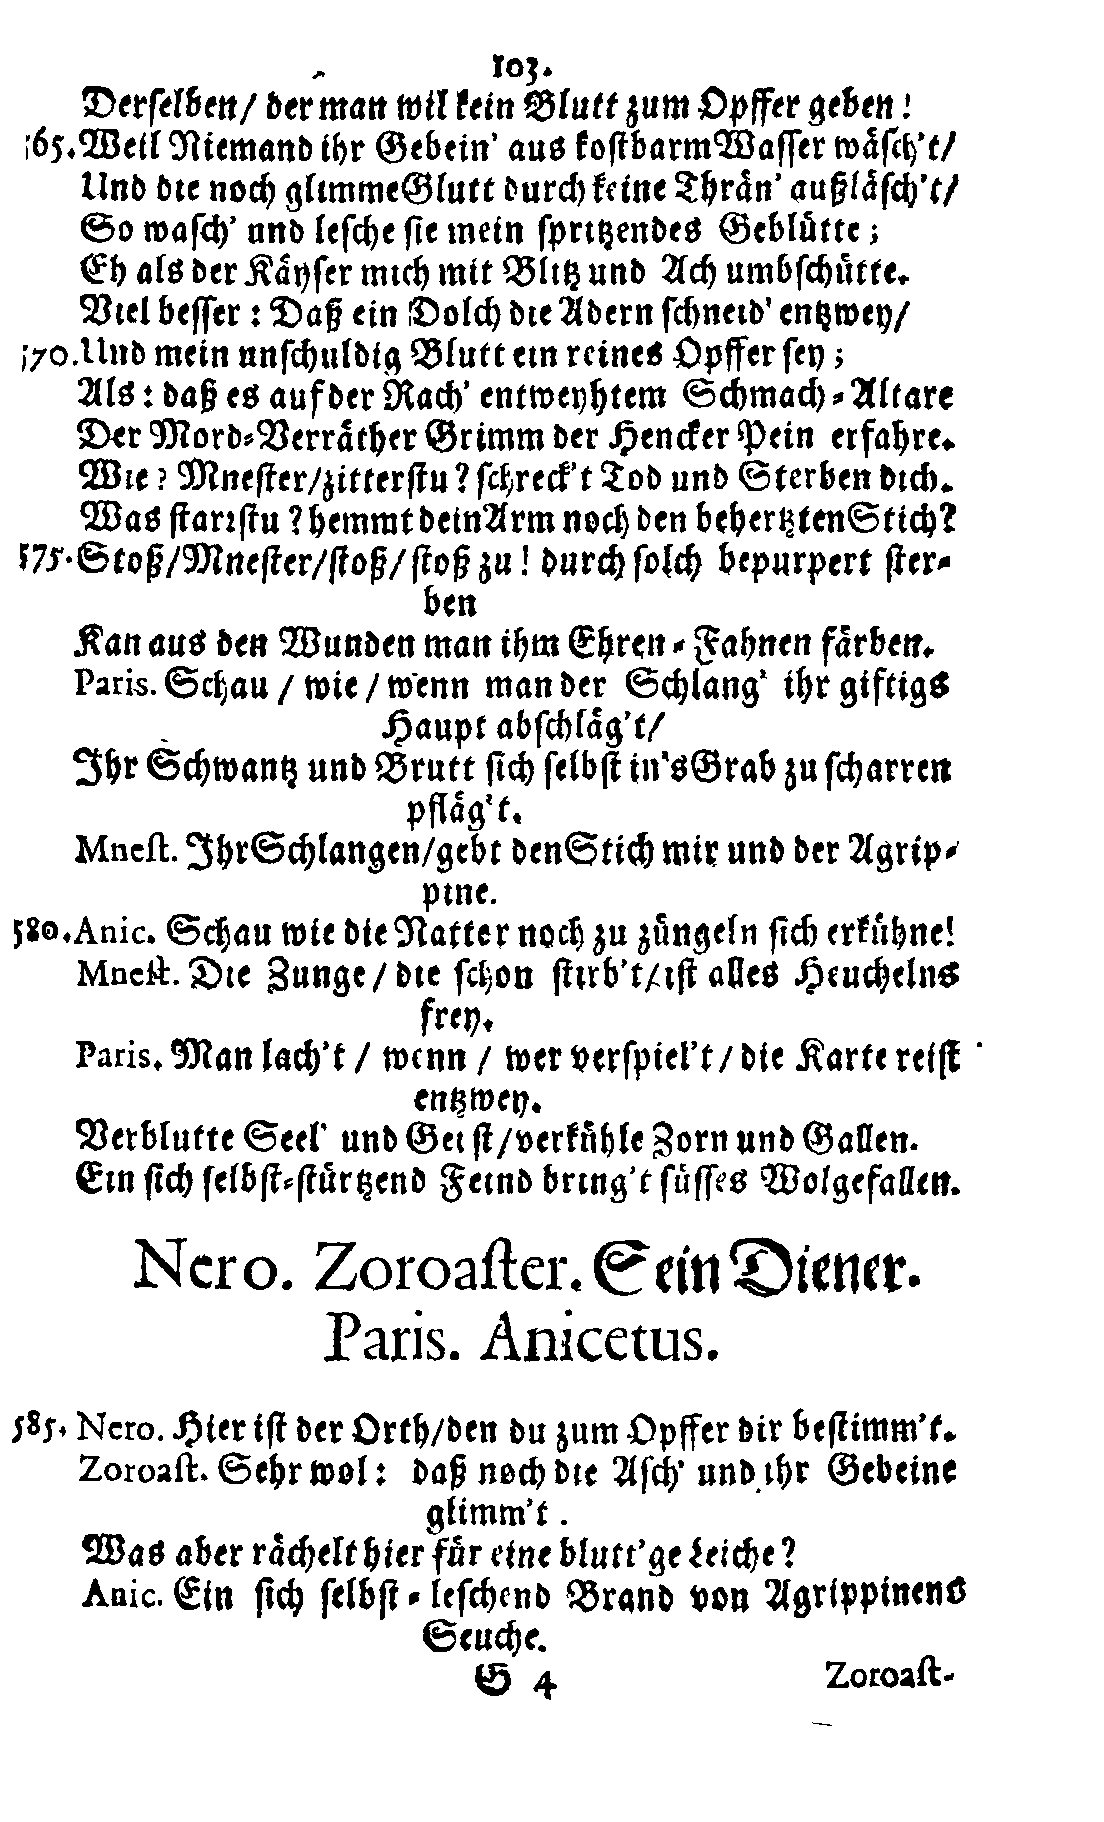 103.
Derſelben/ der man wil kein Blutt zum Opffer geben!
565. Weil Niemand ihr Gebein' aus koſtbarm Waſſer wäſch't/
Und die noch glimme Glutt durch keine Thrän' außläſch't/
So waſch' und leſche ſie mein ſpritzendes Geblütte;
Eh als der Käyſer mich mit Blitz und Ach umbſchütte.
Viel beſſer: Daß ein Dolch die Adern ſchneid' entzwey/
570. Und mein unſchuldig Blutt ein reines Opffer ſey;
Als: daß es auf der Rach' entweyhtem Schmach-Altare
Der Mord-Verräther Grimm der Hencker Pein erfahre.
Wie? Mneſter/zitterſtu? ſchreck't Tod und Sterben dich.
Was ſtarꝛſtu? hemmt dein Arm noch den behertzten Stich?
575. Stoß/Mneſter/ſtoß/ſtoß zu! durch ſolch bepurpert ſter-
ben
Kan aus den Wunden man ihm Ehren-Fahnen färben.
Paris. Schau / wie / wenn man der Schlang' ihr giftigs
Haupt abſchläg't/
Ihr Schwantz und Brutt ſich ſelbſt in's Grab zu ſcharren
pfläg't.
Mneſt. Ihr Schlangen/gebt den Stich mir und der Agrip-
pine.
580. Anic. Schau wie die Natter noch zu züngeln ſich erkühne!
Mneſt. Die Zunge / die ſchon ſtirb't/iſt alles Heuchelns
frey.
Paris. Man lach't / wenn / wer verſpiel't / die Karte reiſt
entzwey.
Verblutte Seel' und Geiſt/verkühle Zorn und Gallen.
Ein ſich ſelbſt-ſtürtzend Feind bring't ſüſſes Wolgefallen.
Nero. Zoroaſter. Sein Diener.
Paris. Anicetus.
585. Nero. Hier iſt der Orth/den du zum Opffer dir beſtimm't.
Zoroaſt. Sehr wol: daß noch die Aſch' und ihr Gebeine
glimm't.
Was aber rächelt hier für eine blutt'ge Leiche?
Anic. Ein ſich ſelbſt-leſchend Brand von Agrippinens
Seuche.
G 4 Zoroaſt-